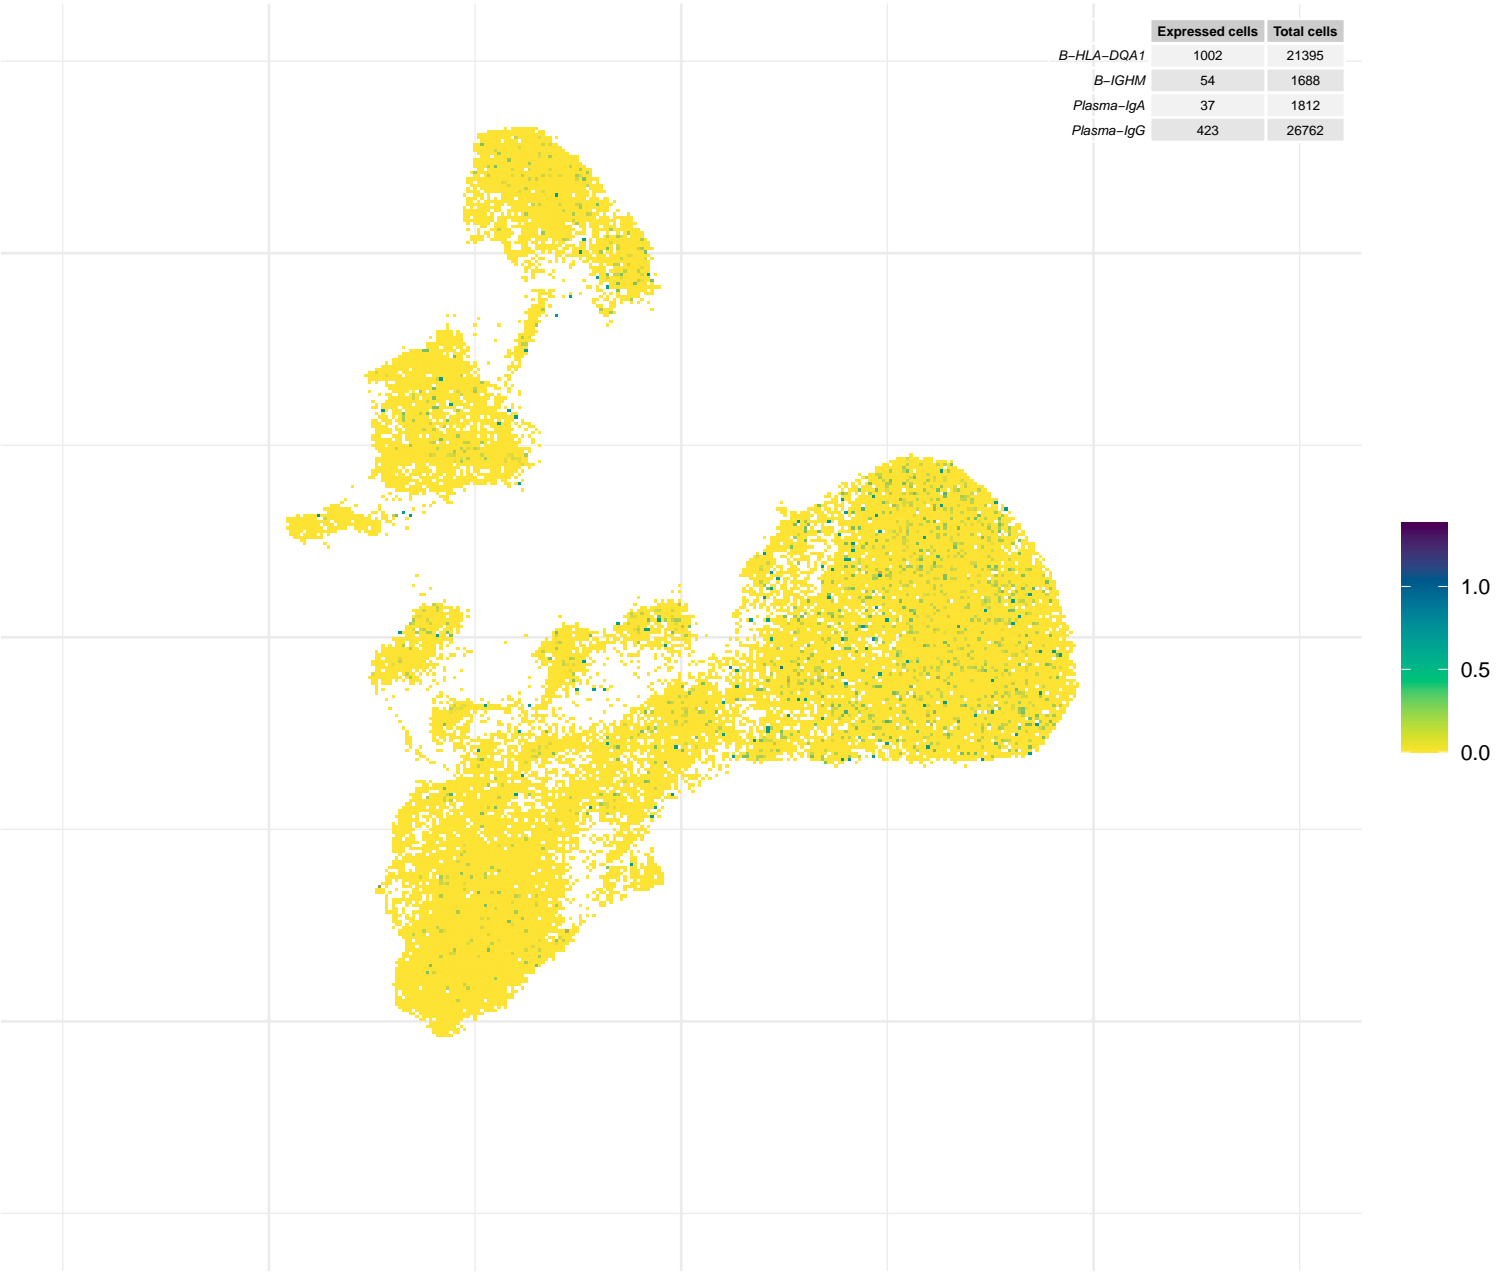 Expressed cells Total cells
B−HLA−DQA1 1002 21395
B−IGHM 54 1688
Plasma−IgA 37 1812
Plasma−IgG 423 26762
1.0
0.5
0.0